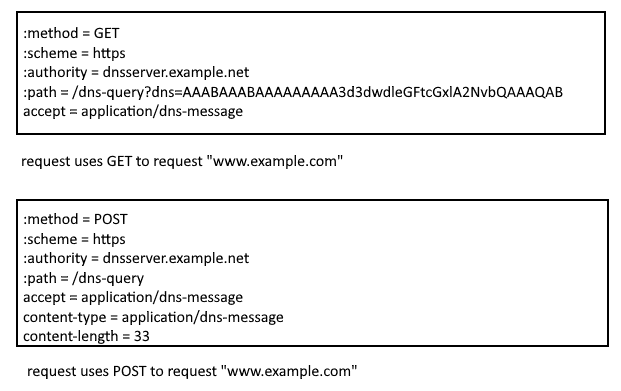 :method = GET
:scheme = https
:authority = dnsserver.example.net
:path = /dns-query?dns=AAABAAABAAAAAAAAA3d3dwdleGFtcGxlA2NvbQAAAQAB
accept = application/dns-message
request uses GET to request "www.example.com"
:method = POST
:scheme = https
:authority = dnsserver.example.net
:path = /dns-query
accept = application/dns-message
content-type = application/dns-message
content-length = 33
request uses POST to request "www.example.com"